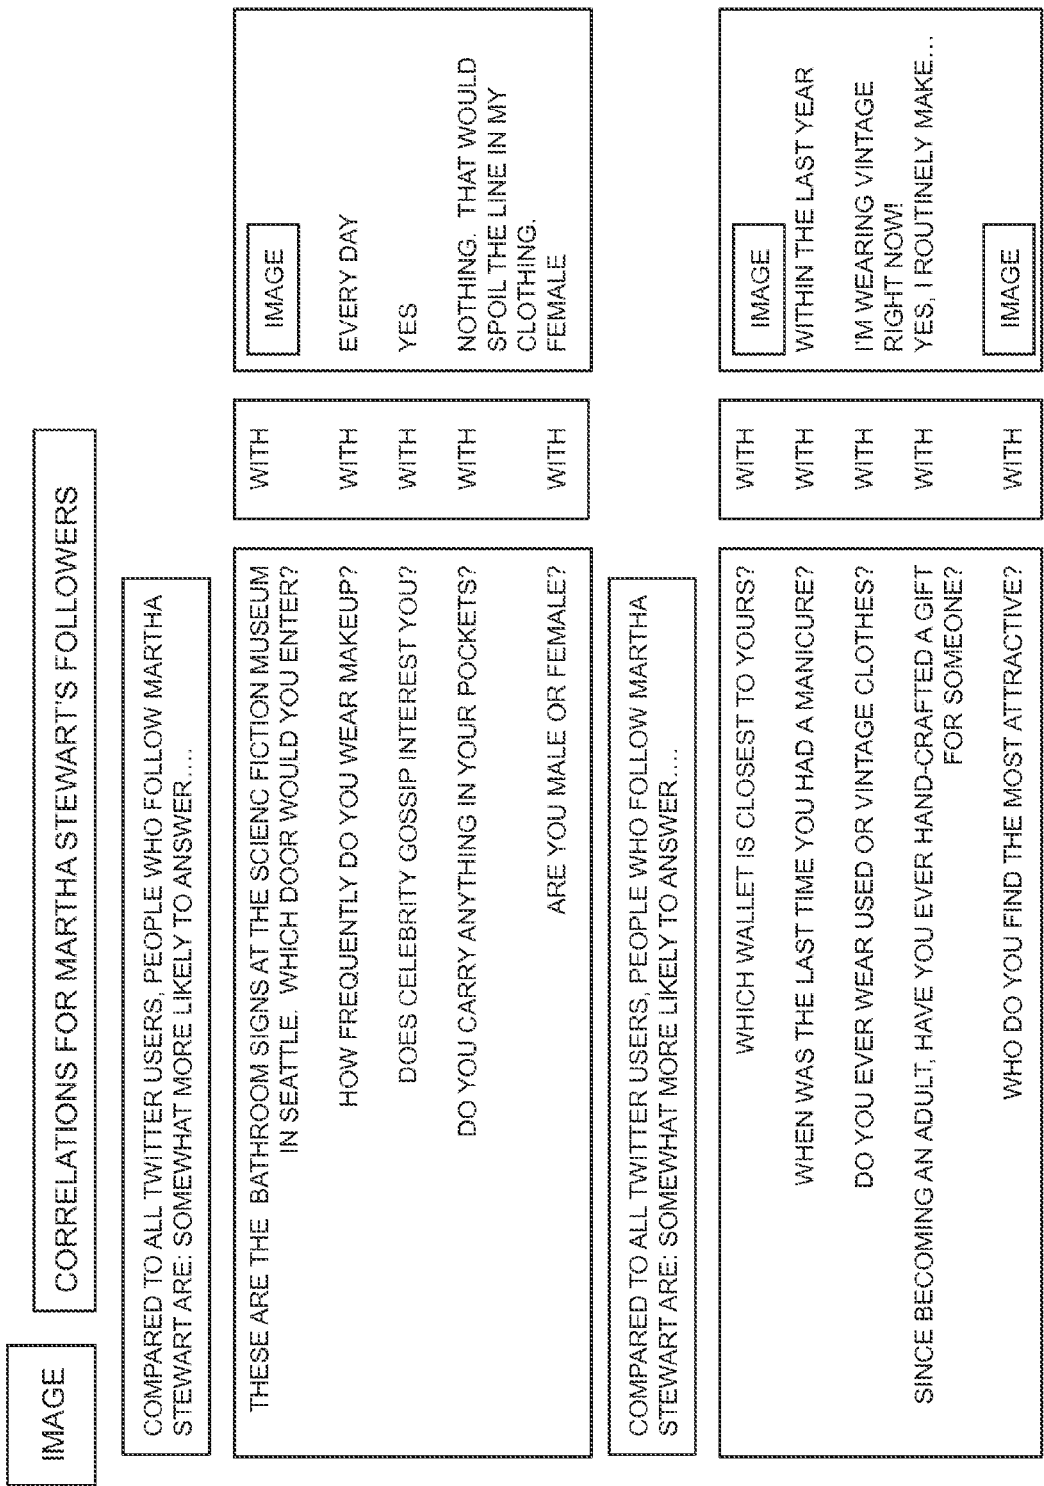 IMAGE
CORRELATIONS FOR MARTHA STEWART'S FOLLOWERS
COMPARED TO ALL TWITTER USERS, PEOPLE WHO FOLLOW MARTHA
STEWART ARE: SOMEWHAT MORE LIKELY TO ANSWER....
THESE ARE THE BATHROOM SIGNS AT THE SCIENC FICTION MUSEUM
IN SEATTLE. WHICH DOOR WOULD YOU ENTER?
WITH
IMAGE
HOW FREQUENTLY DO YOU WEAR MAKEUP?
WITH
EVERY DAY
DOES CELEBRITY GOSSIP INTEREST YOU?
WITH
YES
DO YOU CARRY ANYTHING IN YOUR POCKETS?
WITH
NOTHING. THAT WOULD
SPOIL THE LINE IN MY
CLOTHING.
ARE YOU MALE OR FEMALE?
WITH
FEMALE
COMPARED TO ALL TWITTER USERS, PEOPLE WHO FOLLOW MARTHA
STEWART ARE: SOMEWHAT MORE LIKELY TO ANSWER....
WHICH WALLET IS CLOSEST TO YOURS?
WITH
IMAGE
WHEN WAS THE LAST TIME YOU HAD A MANICURE?
WITH
WITHIN THE LAST YEAR
DO YOU EVER WEAR USED OR VINTAGE CLOTHES?
WITH
I'M WEARING VINTAGE
RIGHT NOW!
SINCE BECOMING AN ADULT, HAVE YOU EVER HAND-CRAFTED A GIFT
FOR SOMEONE?
WITH
YES, I ROUTINELY MAKE...
WHO DO YOU FIND THE MOST ATTRACTIVE?
WITH
IMAGE